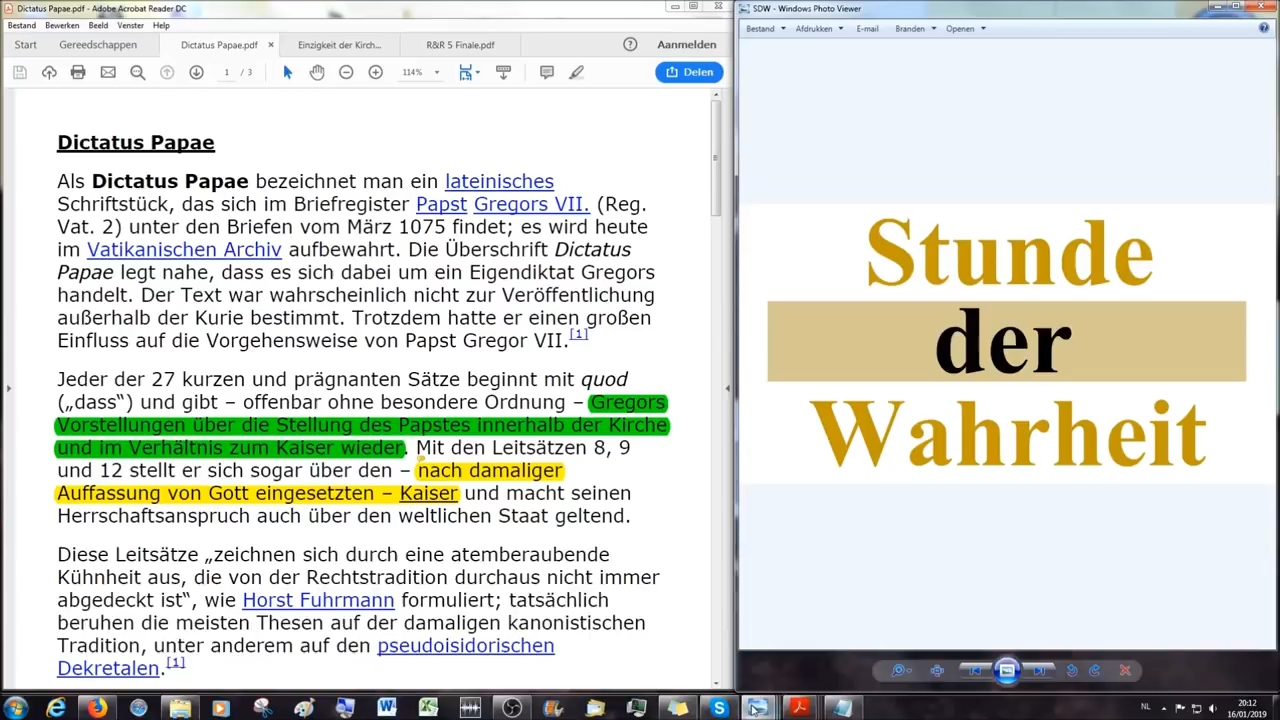 Dictatus Papae.pdf - Adobe Acrobat Reader DC
Bestand Bewerken Beeld Venster Help
Start Gereedschappen Dictatus Papae.pdf × Einzigkeit der Kirch... R&R 5 Finale.pdf Aanmelden
1 / 3 114% Delen
Dictatus Papae
Als Dictatus Papae bezeichnet man ein lateinisches
Schriftstück, das sich im Briefregister Papst Gregors VII. (Reg.
Vat. 2) unter den Briefen vom März 1075 findet; es wird heute
im Vatikanischen Archiv aufbewahrt. Die Überschrift Dictatus
Papae legt nahe, dass es sich dabei um ein Eigendiktat Gregors
handelt. Der Text war wahrscheinlich nicht zur Veröffentlichung
außerhalb der Kurie bestimmt. Trotzdem hatte er einen großen
Einfluss auf die Vorgehensweise von Papst Gregor VII.[1]
Jeder der 27 kurzen und prägnanten Sätze beginnt mit quod
(„dass“) und gibt – offenbar ohne besondere Ordnung – Gregors
Vorstellungen über die Stellung des Papstes innerhalb der Kirche
und im Verhältnis zum Kaiser wieder. Mit den Leitsätzen 8, 9
und 12 stellt er sich sogar über den – nach damaliger
Auffassung von Gott eingesetzten – Kaiser und macht seinen
Herrschaftsanspruch auch über den weltlichen Staat geltend.
Diese Leitsätze „zeichnen sich durch eine atemberaubende
Kühnheit aus, die von der Rechtstradition durchaus nicht immer
abgedeckt ist“, wie Horst Fuhrmann formuliert; tatsächlich
beruhen die meisten Thesen auf der damaligen kanonistischen
Tradition, unter anderem auf den pseudoisidorischen
Dekretalen.[1]
SDW - Windows Photo Viewer
Bestand Afdrukken E-mail Branden Openen
Stunde
der
Wahrheit
NL 20:12
16/01/2019